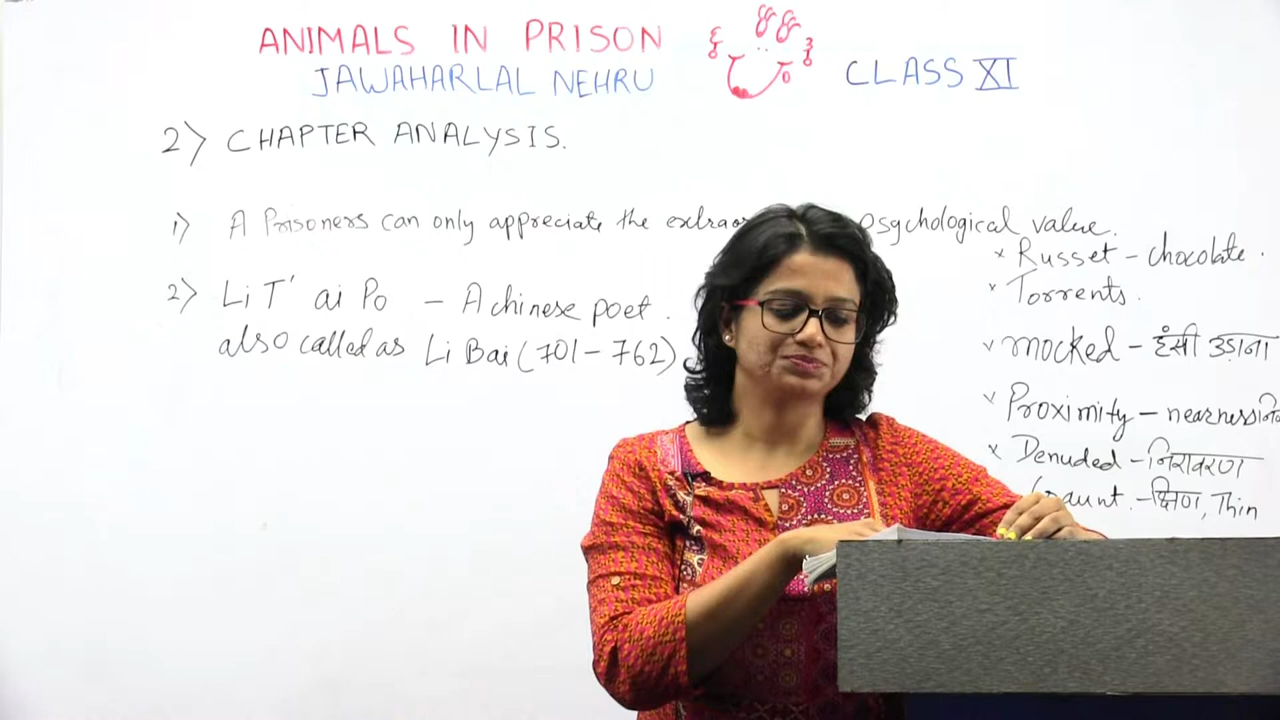 ANIMALS IN PRISON
JAWAHARLAL NEHRU
CLASS XI
2) CHAPTER ANALYSIS.
1) A Prisoners can only appreciate the psychological value.
2) Li T' ai Po - A chinese poet.
also called as Li Bai (701-762)
* Russet - chocolate.
Torrents.
mocked - हंसी उड़ाना
Proximity - nearness
* Denuded - निरावरण
aunt. - क्षिण, Thin